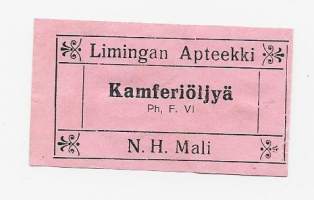 Limingan Apteekki
Kamferiöljyä
Ph, F. VI
N. H. Mali